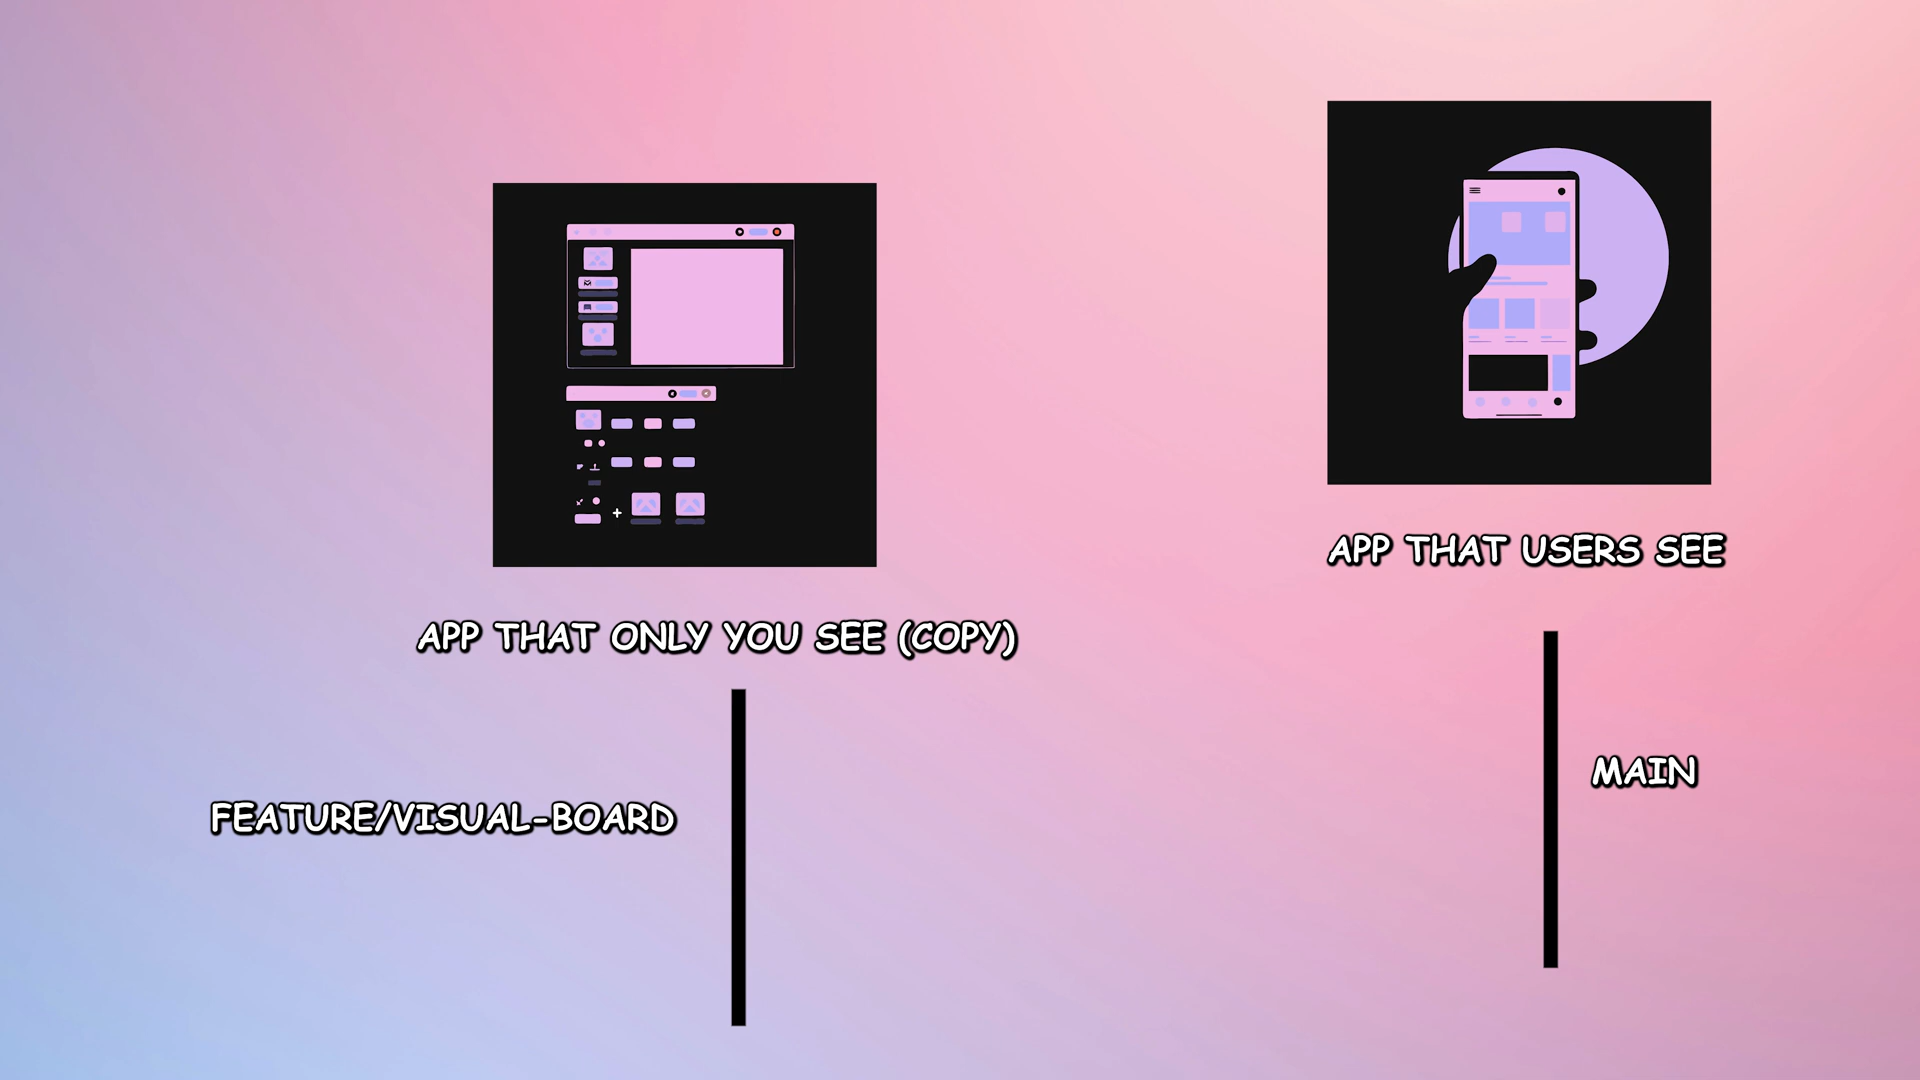 APP THAT USERS SEE
APP THAT ONLY YOU SEE (COPY)
MAIN
FEATURE/VISUAL-BOARD